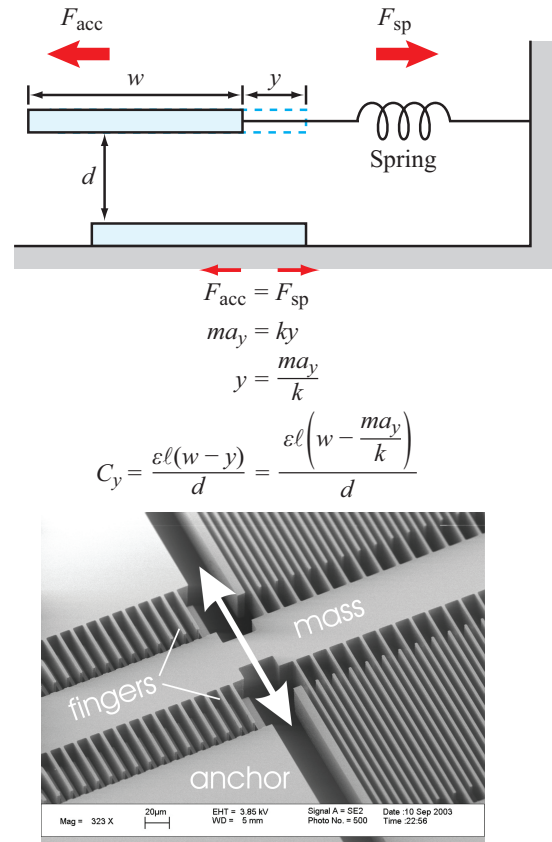 F_acc F_sp
w y
d
Spring
F_acc = F_sp
ma_y = ky
y = ma_y/k
C_y = εℓ(w − y)/d = εℓ(w − ma_y/k)/d
mass
fingers
anchor
Mag = 323 X 20µm EHT = 3.85 kV Signal A = SE2 Date :10 Sep 2003
WD = 5 mm Photo No. = 500 Time :22:56